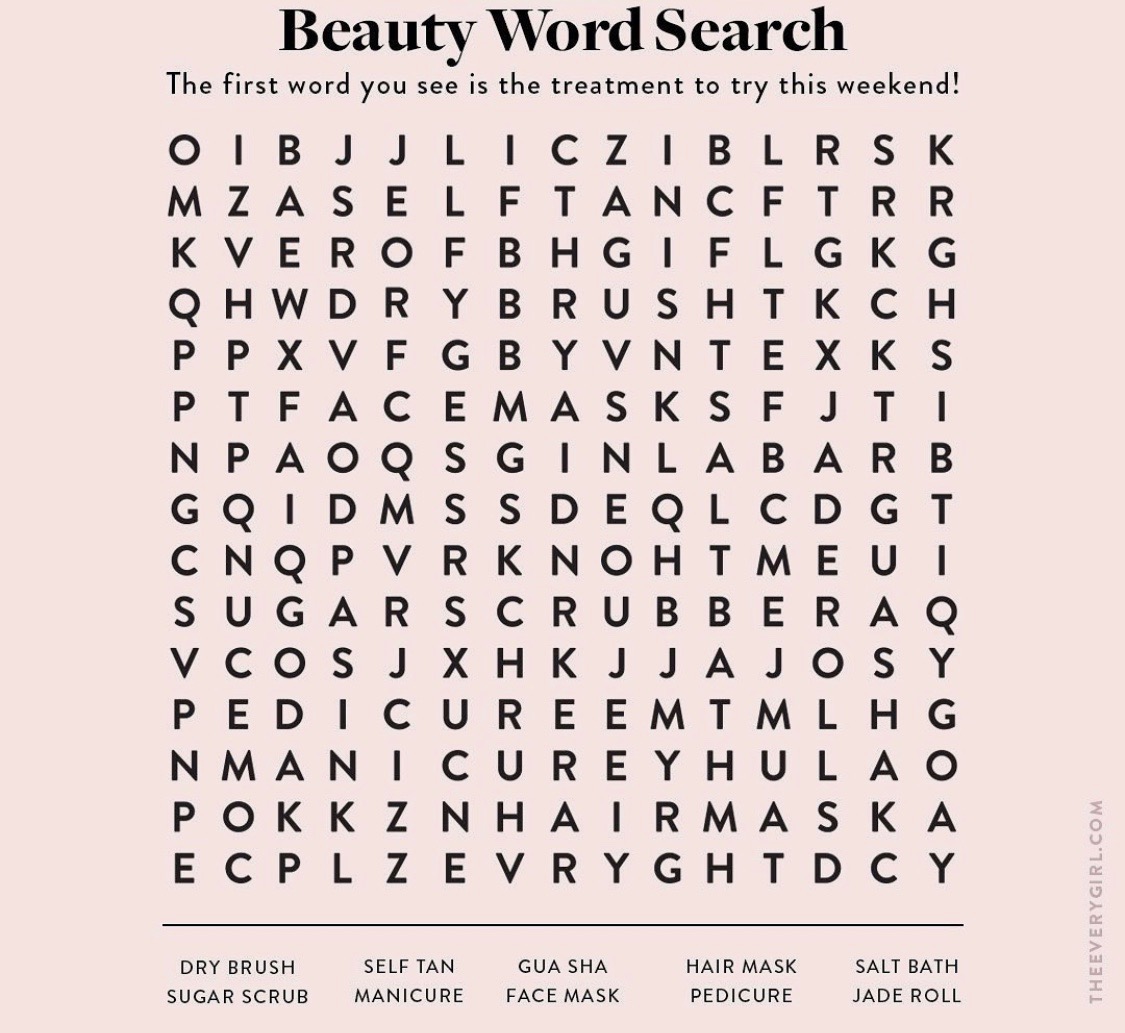 Beauty Word Search
The first word you see is the treatment to try this weekend!
O I B J J L I C Z I B L R S K
M Z A S E L F T A N C F T R R
K V E R O F B H G I F L G K G
Q H W D R Y B R U S H T K C H
P P X V F G B Y V N T E X K S
P T F A C E M A S K S F J T I
N P A O Q S G I N L A B A R B
G Q I D M S S D E Q L C D G T
C N Q P V R K N O H T M E U I
S U G A R S C R U B B E R A Q
V C O S J X H K J J A J O S Y
P E D I C U R E E M T M L H G
N M A N I C U R E Y H U L A O
P O K K Z N H A I R M A S K A
E C P L Z E V R Y G H T D C Y
DRY BRUSH SELF TAN GUA SHA HAIR MASK SALT BATH
SUGAR SCRUB MANICURE FACE MASK PEDICURE JADE ROLL
THEEVERYGIRL.COM